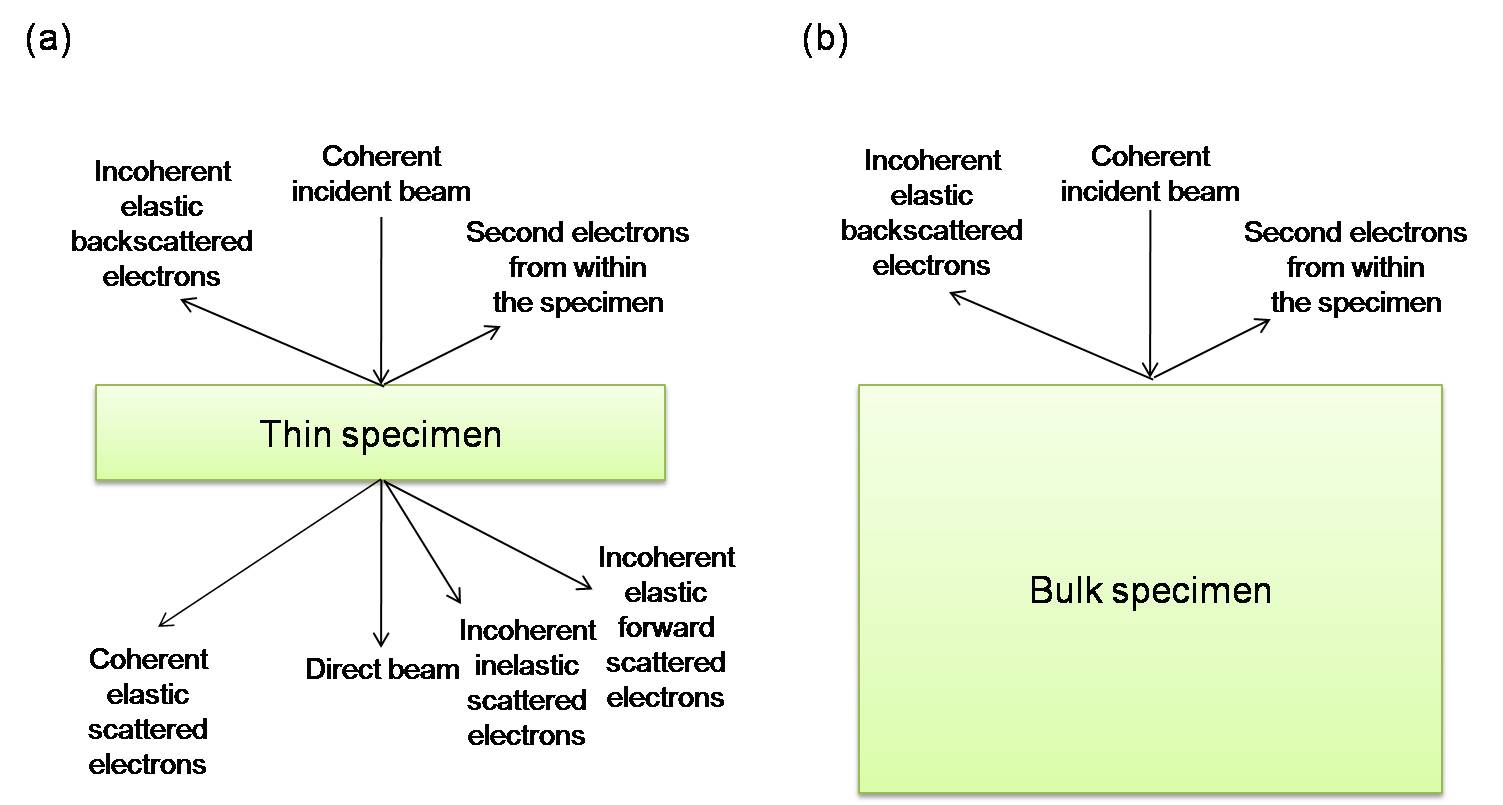 (a)
Incoherent
elastic
backscattered
electrons
Coherent
incident beam
Second electrons
from within
the specimen
Thin specimen
Coherent
elastic
scattered
electrons
Direct beam
Incoherent
inelastic
scattered
electrons
Incoherent
elastic
forward
scattered
electrons
(b)
Incoherent
elastic
backscattered
electrons
Coherent
incident beam
Second electrons
from within
the specimen
Bulk specimen